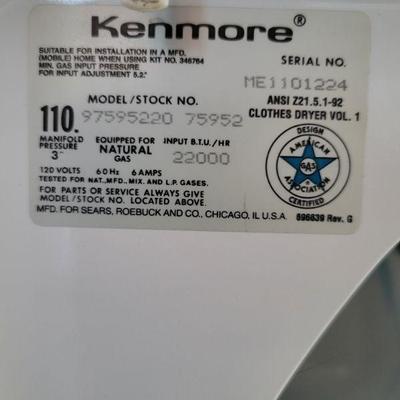 Kenmore®
SUITABLE FOR INSTALLATION IN A MFD.
(MOBILE) HOME WHEN USING KIT NO. 346764
MIN. GAS INPUT PRESSURE
FOR INPUT ADJUSTMENT 5.2."
SERIAL NO.
ME1101224
MODEL/STOCK NO.
110. 97595220 75952
ANSI Z21.5.1-92
CLOTHES DRYER VOL. 1
MANIFOLD
PRESSURE
3"
EQUIPPED FOR
NATURAL
GAS
INPUT B.T.U./HR
22000
120 VOLTS 60 Hz 6 AMPS
TESTED FOR NAT.,MFD., MIX. AND L.P. GASES.
FOR PARTS OR SERVICE ALWAYS GIVE
MODEL/STOCK NO. LOCATED ABOVE.
MFD. FOR SEARS, ROEBUCK AND CO., CHICAGO, IL U.S.A.
DESIGN
AMERICAN
GAS
ASSOCIATION
CERTIFIED
696639 Rev. G